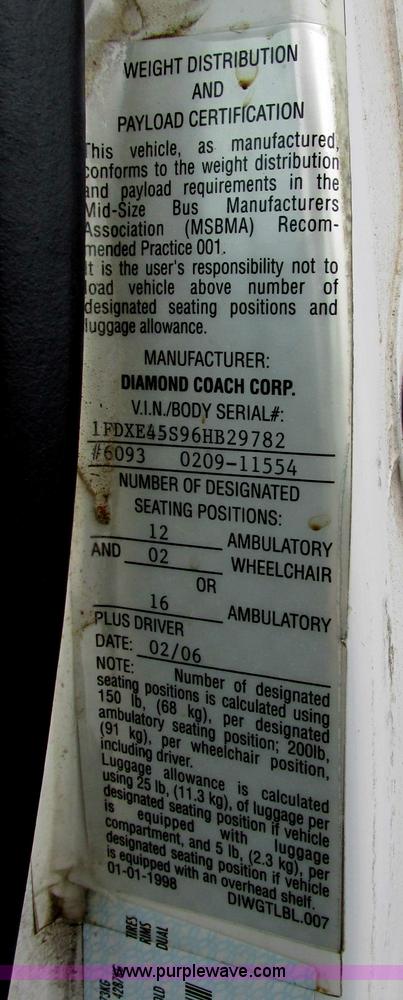 WEIGHT DISTRIBUTION
AND
PAYLOAD CERTIFICATION
This vehicle, as manufactured,
conforms to the weight distribution
and payload requirements in the
Mid-Size Bus Manufacturers
Association (MSBMA) Recom-
mended Practice 001.
It is the user's responsibility not to
load vehicle above number of
designated seating positions and
luggage allowance.
MANUFACTURER:
DIAMOND COACH CORP.
V.I.N./BODY SERIAL#:
1FDXE45S96HB29782
#6093 0209-11554
NUMBER OF DESIGNATED
SEATING POSITIONS:
12 AMBULATORY
AND 02 WHEELCHAIR
OR
16 AMBULATORY
PLUS DRIVER
DATE: 02/06
NOTE: Number of designated
seating positions is calculated using
150 lb, (68 kg), per designated
ambulatory seating position; 200lb,
(91 kg), per wheelchair position,
including driver.
Luggage allowance is calculated
using 25 lb, (11.3 kg), of luggage per
designated seating position if vehicle
is equipped with luggage
compartment, and 5 lb, (2.3 kg), per
designated seating position if vehicle
is equipped with an overhead shelf.
01-01-1998 DIWGTLBL.007
TIRES
RIMS
DUAL
www.purplewave.com